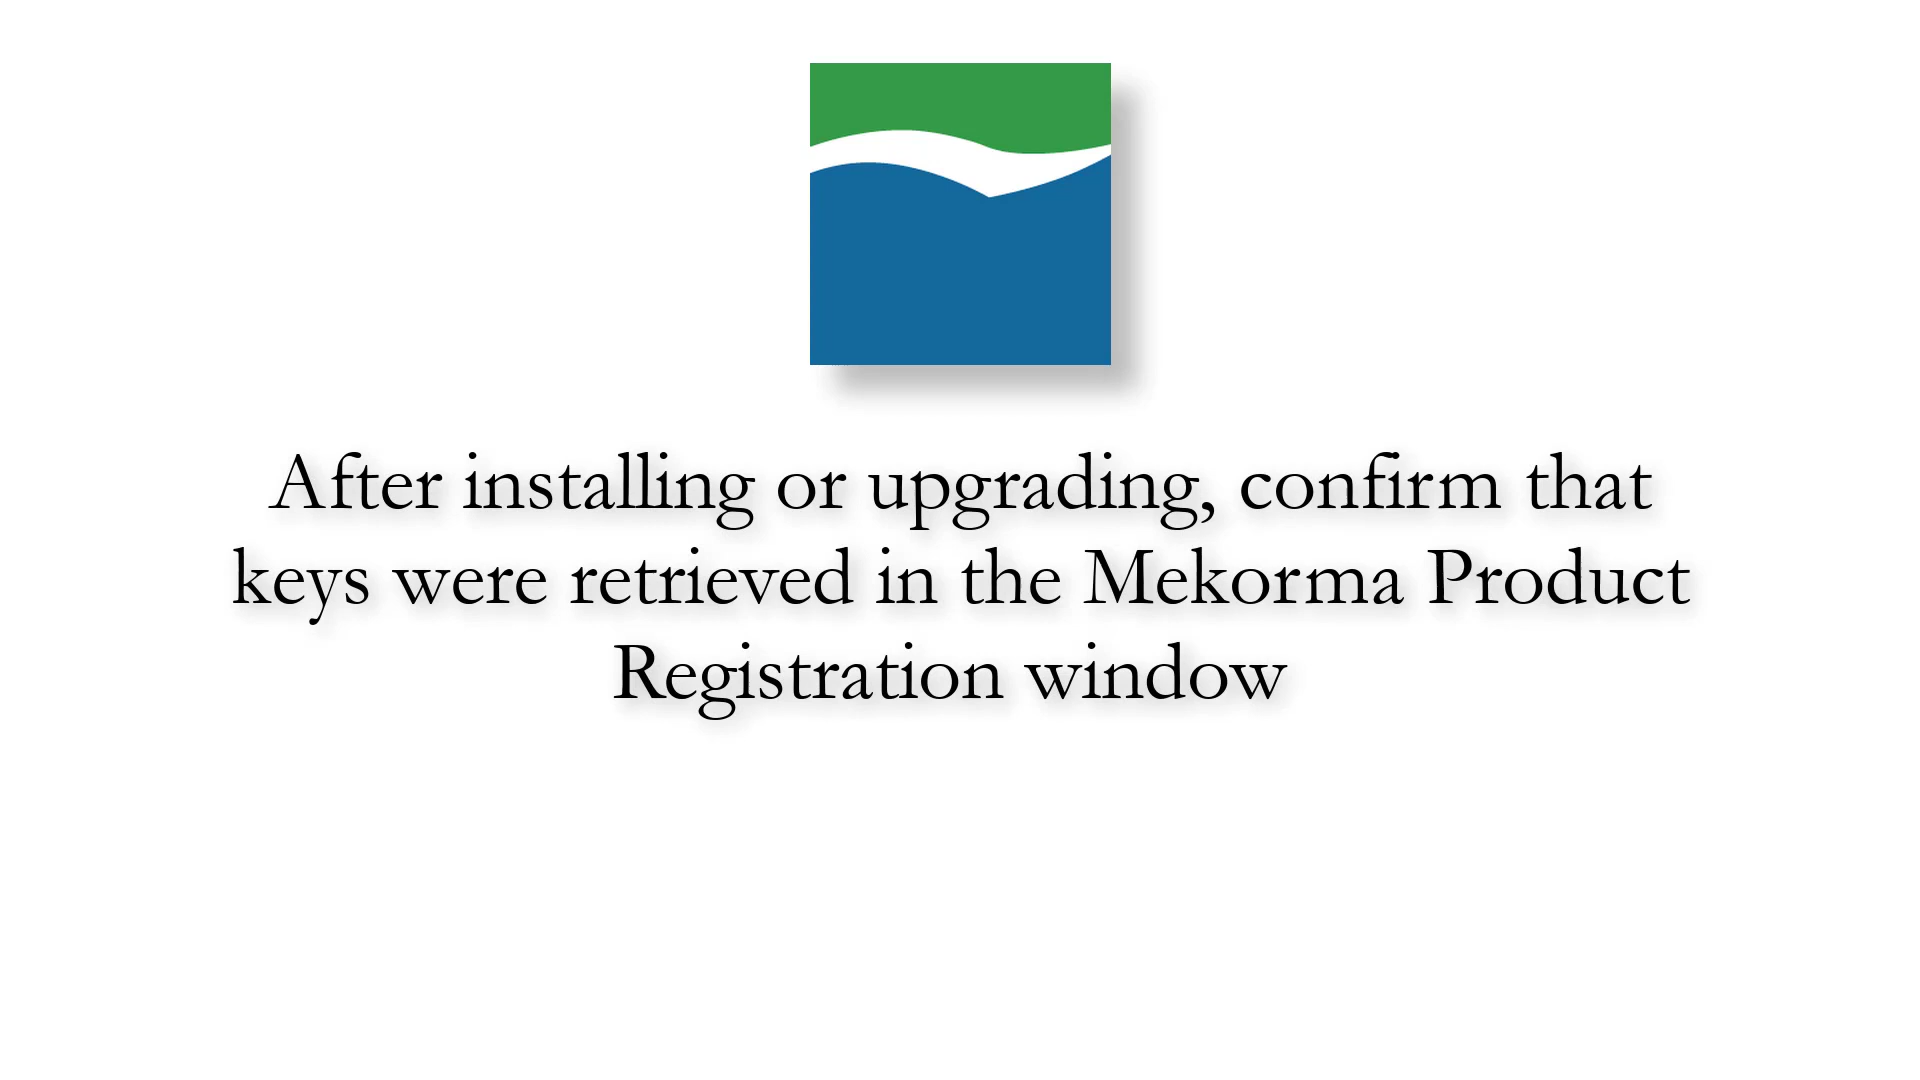 After installing or upgrading, confirm that
keys were retrieved in the Mekorma Product
Registration window